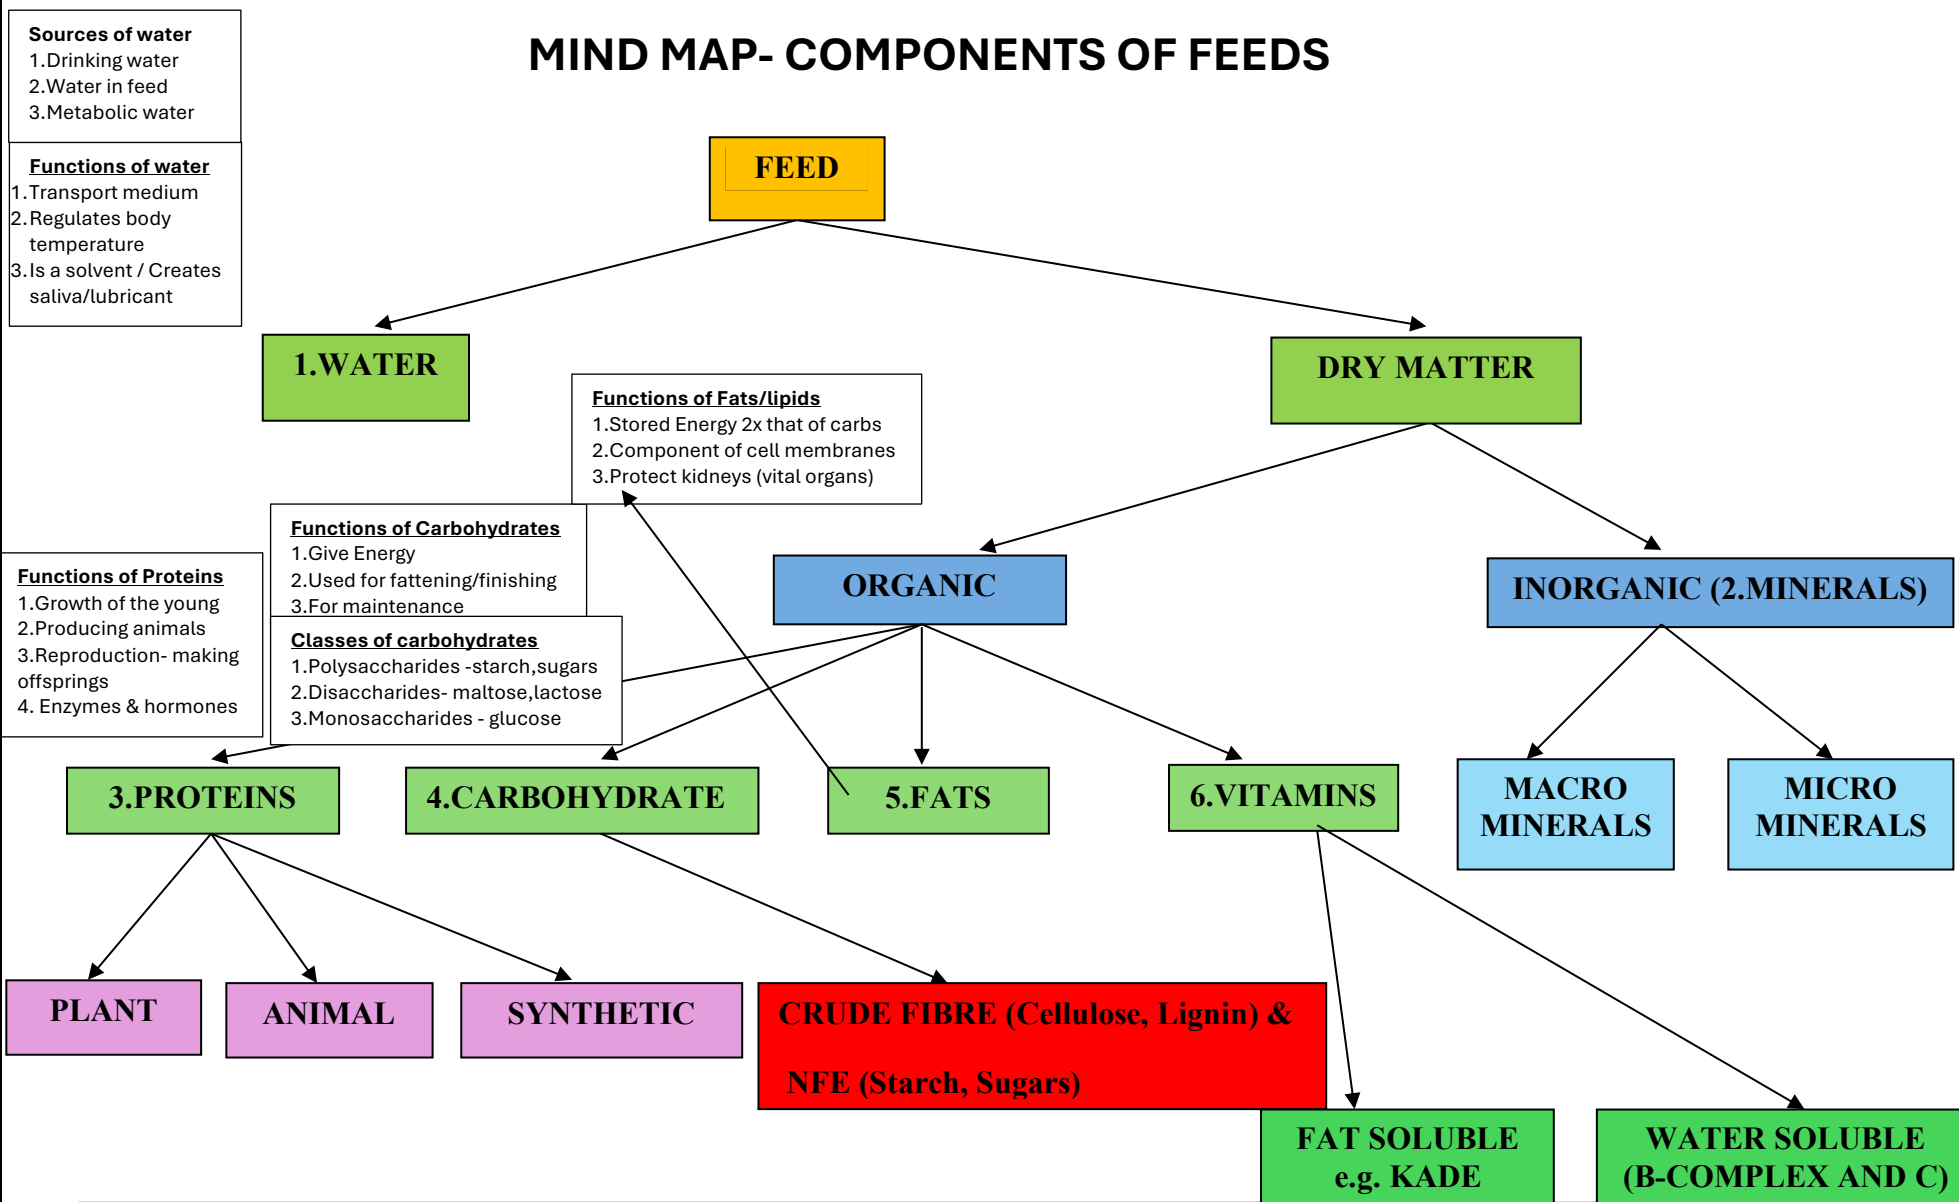 Sources of water
1.Drinking water
2.Water in feed
3.Metabolic water
MIND MAP- COMPONENTS OF FEEDS
Functions of water
1.Transport medium
2.Regulates body
temperature
3.Is a solvent / Creates
saliva/lubricant
FEED
1.WATER
DRY MATTER
Functions of Fats/lipids
1.Stored Energy 2x that of carbs
2.Component of cell membranes
3.Protect kidneys (vital organs)
Functions of Carbohydrates
1.Give Energy
2.Used for fattening/finishing
3.For maintenance
ORGANIC
INORGANIC (2.MINERALS)
Functions of Proteins
1.Growth of the young
2.Producing animals
3.Reproduction- making
offsprings
4. Enzymes & hormones
Classes of carbohydrates
1.Polysaccharides -starch,sugars
2.Disaccharides- maltose,lactose
3.Monosaccharides - glucose
3.PROTEINS
4.CARBOHYDRATE
5.FATS
6.VITAMINS
MACRO
MINERALS
MICRO
MINERALS
PLANT
ANIMAL
SYNTHETIC
CRUDE FIBRE (Cellulose, Lignin) &
NFE (Starch, Sugars)
FAT SOLUBLE
e.g. KADE
WATER SOLUBLE
(B-COMPLEX AND C)